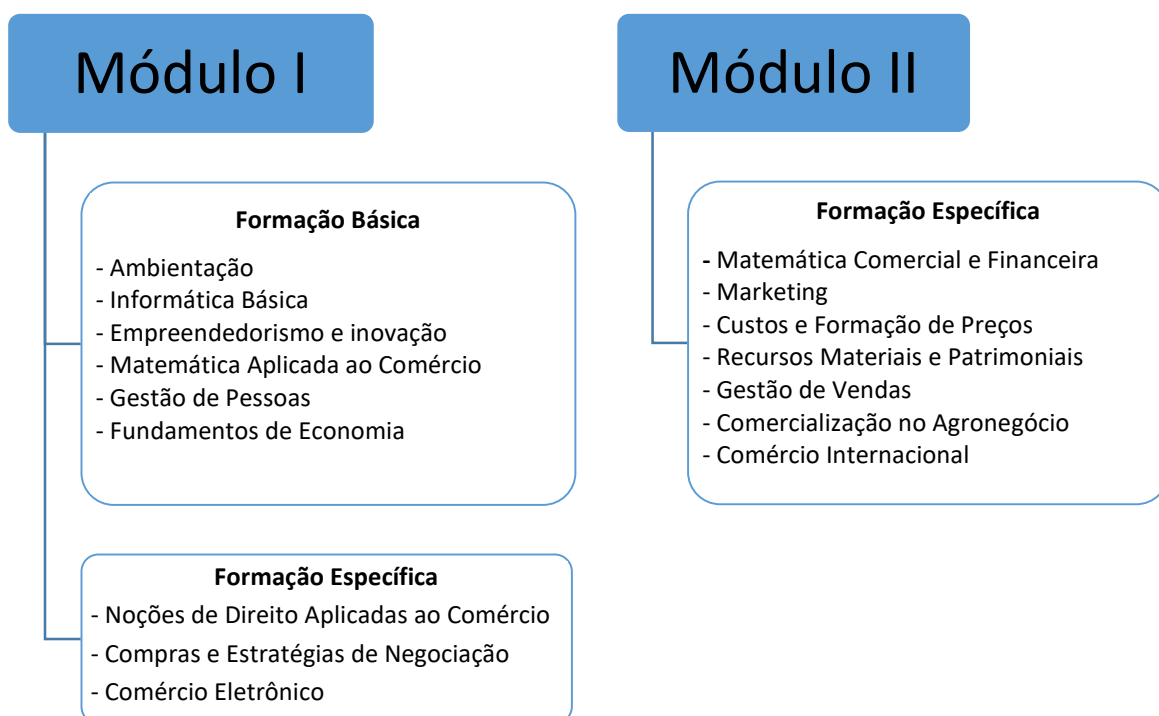 Módulo I
Formação Básica
- Ambientação
- Informática Básica
- Empreendedorismo e inovação
- Matemática Aplicada ao Comércio
- Gestão de Pessoas
- Fundamentos de Economia
Formação Específica
- Noções de Direito Aplicadas ao Comércio
- Compras e Estratégias de Negociação
- Comércio Eletrônico
Módulo II
Formação Específica
- Matemática Comercial e Financeira
- Marketing
- Custos e Formação de Preços
- Recursos Materiais e Patrimoniais
- Gestão de Vendas
- Comercialização no Agronegócio
- Comércio Internacional